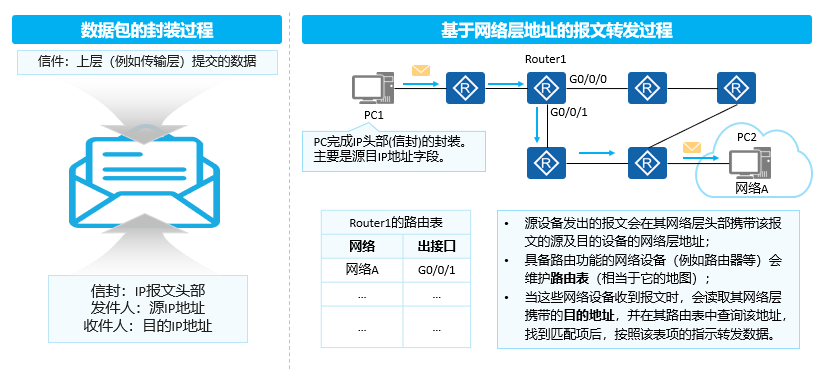 数据包的封装过程
信件：上层（例如传输层）提交的数据
信封：IP报文头部
发件人：源IP地址
收件人：目的IP地址
基于网络层地址的报文转发过程
Router1
G0/0/0
G0/0/1
PC1
PC2
网络A
R
R
R
R
R
R
PC完成IP头部(信封)的封装。
主要是源目IP地址字段。
Router1的路由表
网络 出接口
网络A G0/0/1
... ...
... ...
• 源设备发出的报文会在其网络层头部携带该报
文的源及目的设备的网络层地址；
• 具备路由功能的网络设备（例如路由器等）会
维护路由表（相当于它的地图）；
• 当这些网络设备收到报文时，会读取其网络层
携带的目的地址，并在其路由表中查询该地址，
找到匹配项后，按照该表项的指示转发数据。